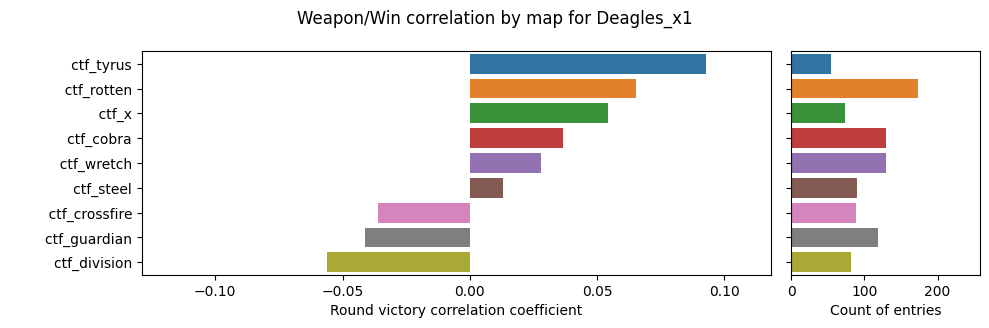 Weapon/Win correlation by map for Deagles_x1
ctf_tyrus
ctf_rotten
ctf_x
ctf_cobra
ctf_wretch
ctf_steel
ctf_crossfire
ctf_guardian
ctf_division
−0.10 −0.05 0.00 0.05 0.10
Round victory correlation coefficient
0 100 200
Count of entries